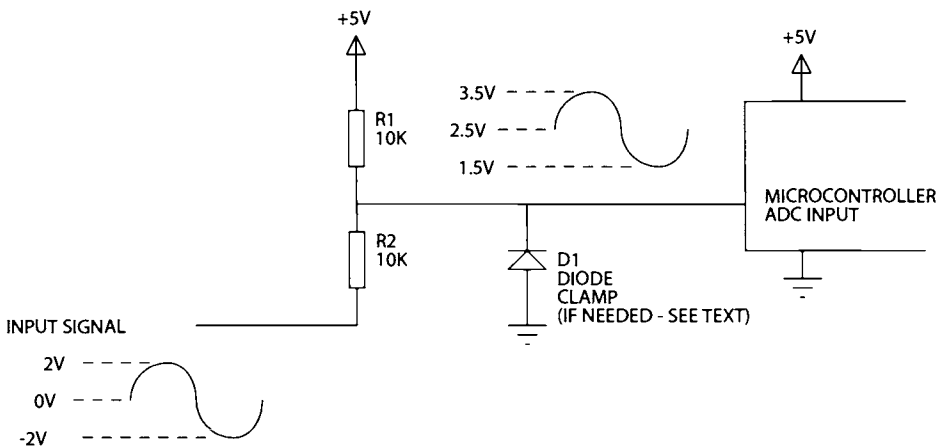 +5V
+5V
R1
10K
3.5V
2.5V
1.5V
MICROCONTROLLER
ADC INPUT
R2
10K
D1
DIODE
CLAMP
(IF NEEDED - SEE TEXT)
INPUT SIGNAL
2V
0V
-2V